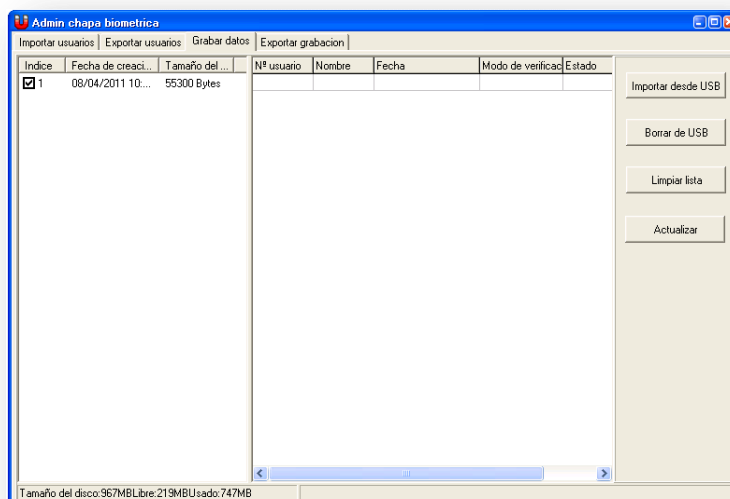 Admin chapa biometrica
Importar usuarios Exportar usuarios Grabar datos Exportar grabacion
Indice Fecha de creaci... Tamaño del ... Nº usuario Nombre Fecha Modo de verificac Estado
1 08/04/2011 10:... 55300 Bytes
Importar desde USB
Borrar de USB
Limpiar lista
Actualizar
Tamaño del disco:967MBLibre:219MBUsado:747MB